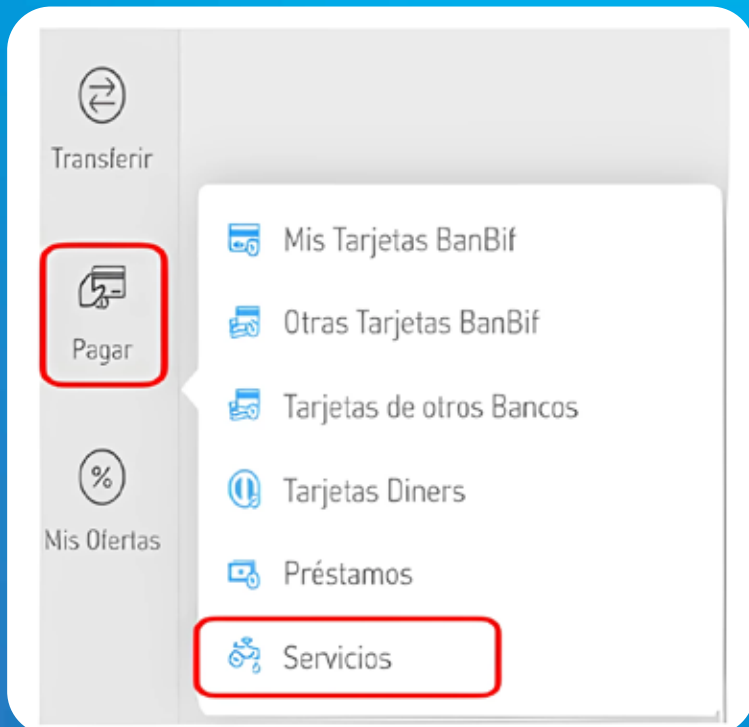 Transferir
Pagar
%
Mis Ofertas
Mis Tarjetas BanBif
Otras Tarjetas BanBif
Tarjetas de otros Bancos
Tarjetas Diners
Préstamos
Servicios